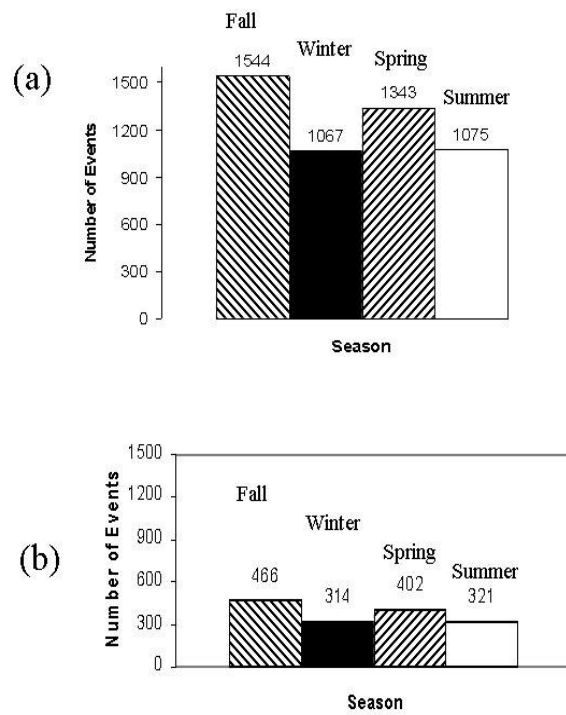 (a)
Number of Events
1500
1200
900
600
300
0
Fall
1544
Winter
1067
Spring
1343
Summer
1075
Season
(b)
Number of Events
1500
1200
900
600
300
0
Fall
466
Winter
314
Spring
402
Summer
321
Season